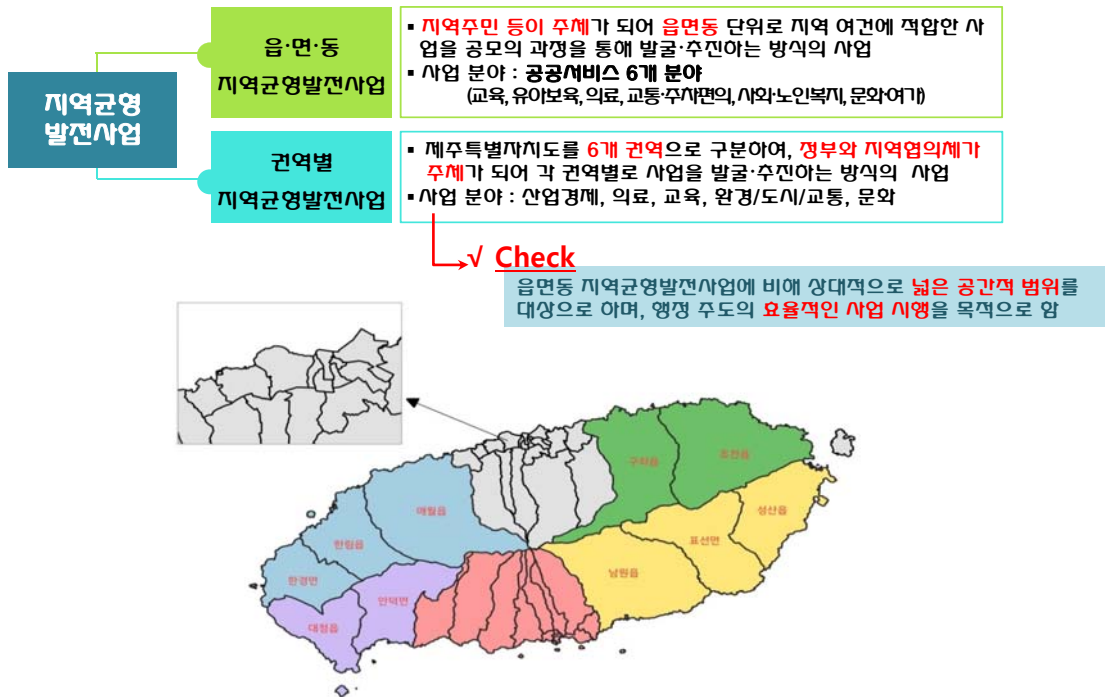 지역균형
발전사업
읍·면·동
지역균형발전사업
▪ 지역주민 등이 주체가 되어 읍면동 단위로 지역 여건에 적합한 사
업을 공모의 과정을 통해 발굴·추진하는 방식의 사업
▪ 사업 분야 : 공공서비스 6개 분야
(교육, 유아보육, 의료, 교통·주차편의, 사회·노인복지, 문화·여가)
권역별
지역균형발전사업
▪ 제주특별자치도를 6개 권역으로 구분하여, 정부와 지역협의체가
주체가 되어 각 권역별로 사업을 발굴·추진하는 방식의 사업
▪ 사업 분야 : 산업경제, 의료, 교육, 환경/도시/교통, 문화
√ Check
읍면동 지역균형발전사업에 비해 상대적으로 넓은 공간적 범위를
대상으로 하며, 행정 주도의 효율적인 사업 시행을 목적으로 함
구좌읍
조천읍
애월읍
성산읍
한림읍
표선면
남원읍
한경면
안덕면
대정읍